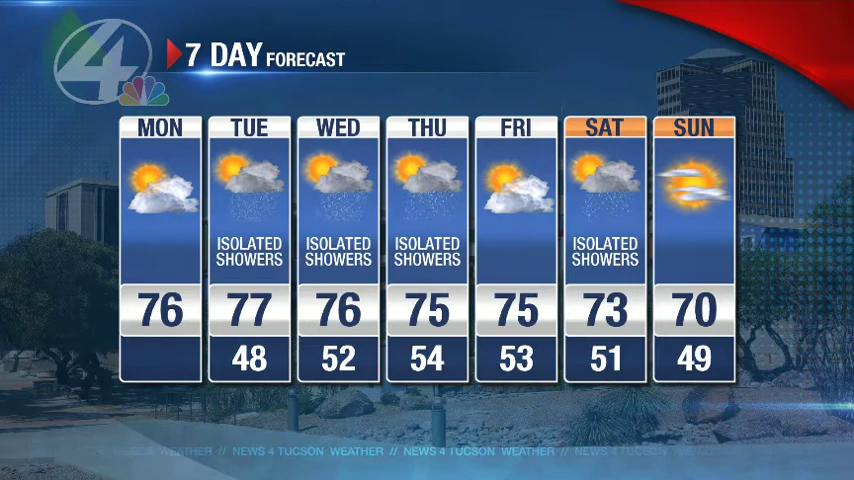 4
7 DAY FORECAST
MON TUE WED THU FRI SAT SUN
ISOLATED SHOWERS ISOLATED SHOWERS ISOLATED SHOWERS ISOLATED SHOWERS
76 77 76 75 75 73 70
48 52 54 53 51 49
WEATHER // NEWS 4 TUCSON WEATHER // NEWS 4 TUCSON WEATHER // NEWS 4 TUCSON